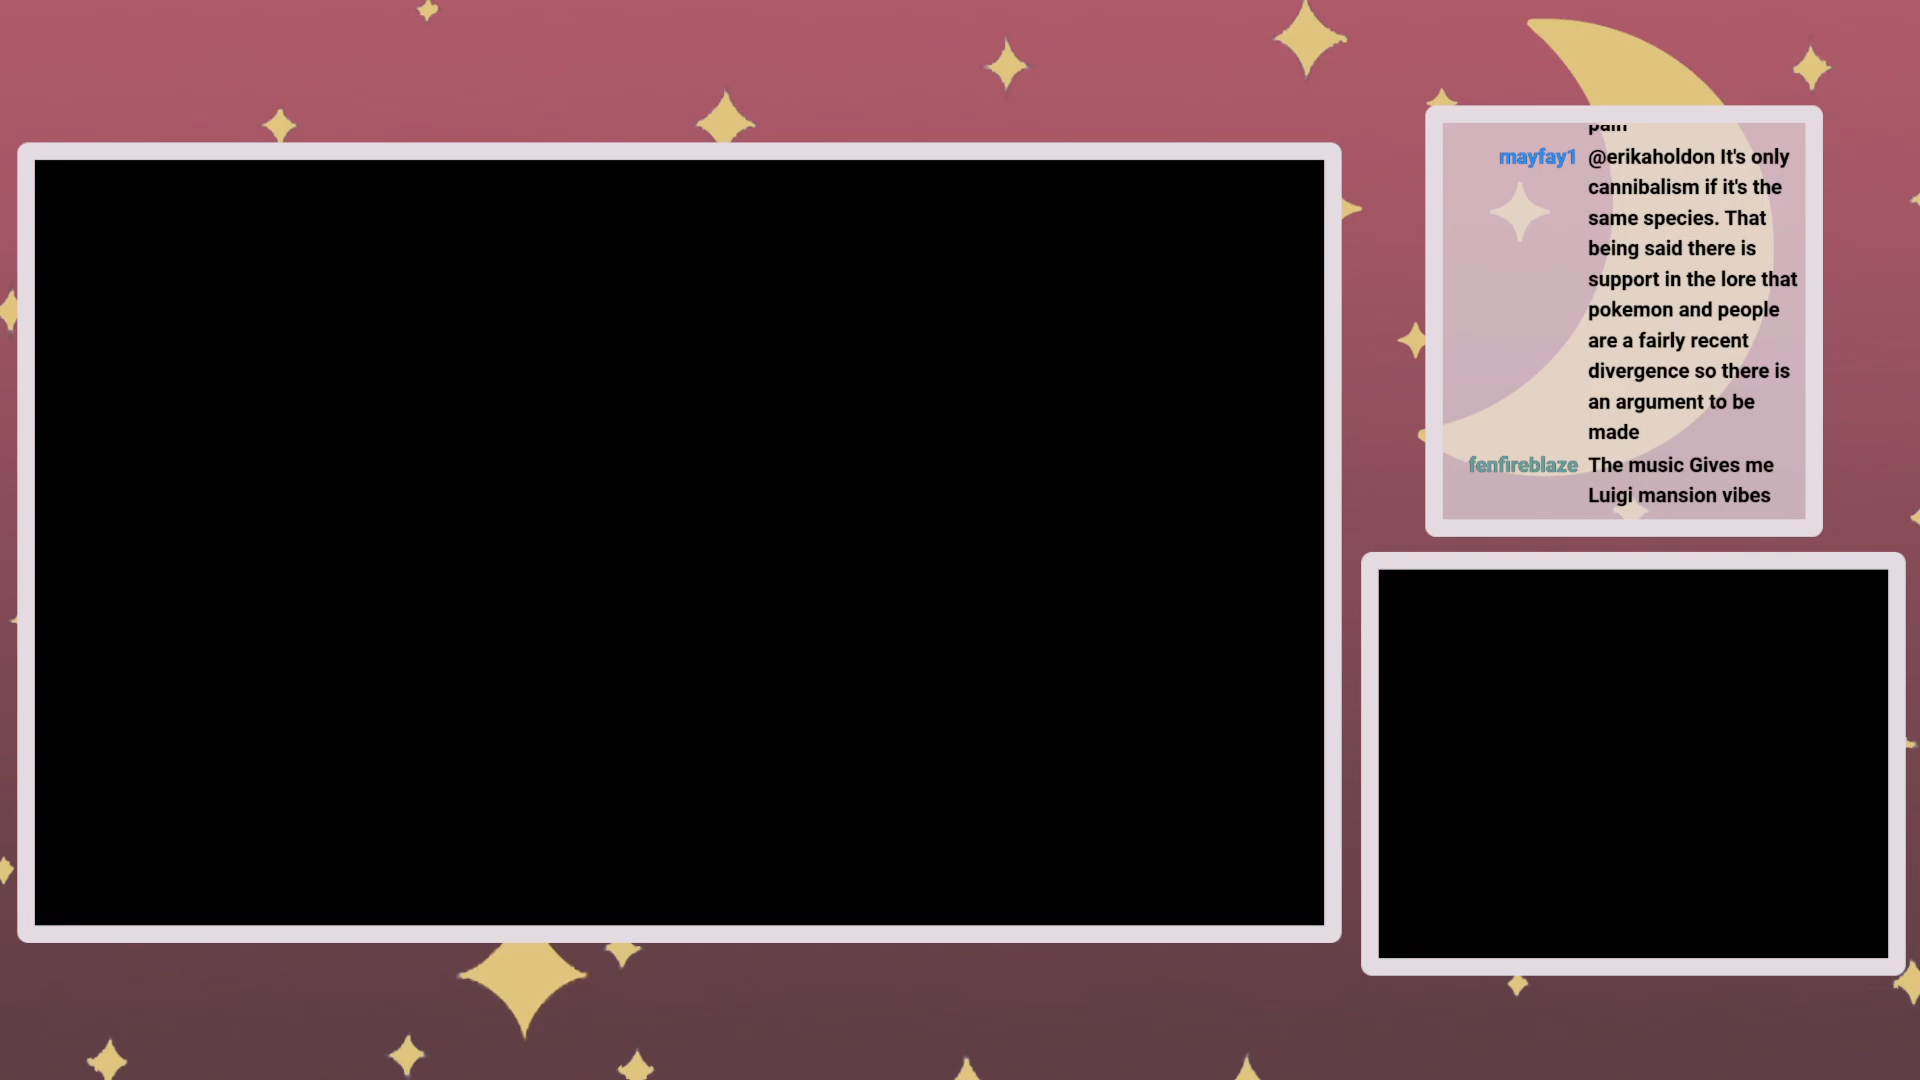 pain
mayfay1 @erikaholdon It's only
cannibalism if it's the
same species. That
being said there is
support in the lore that
pokemon and people
are a fairly recent
divergence so there is
an argument to be
made
fenfireblaze The music Gives me
Luigi mansion vibes